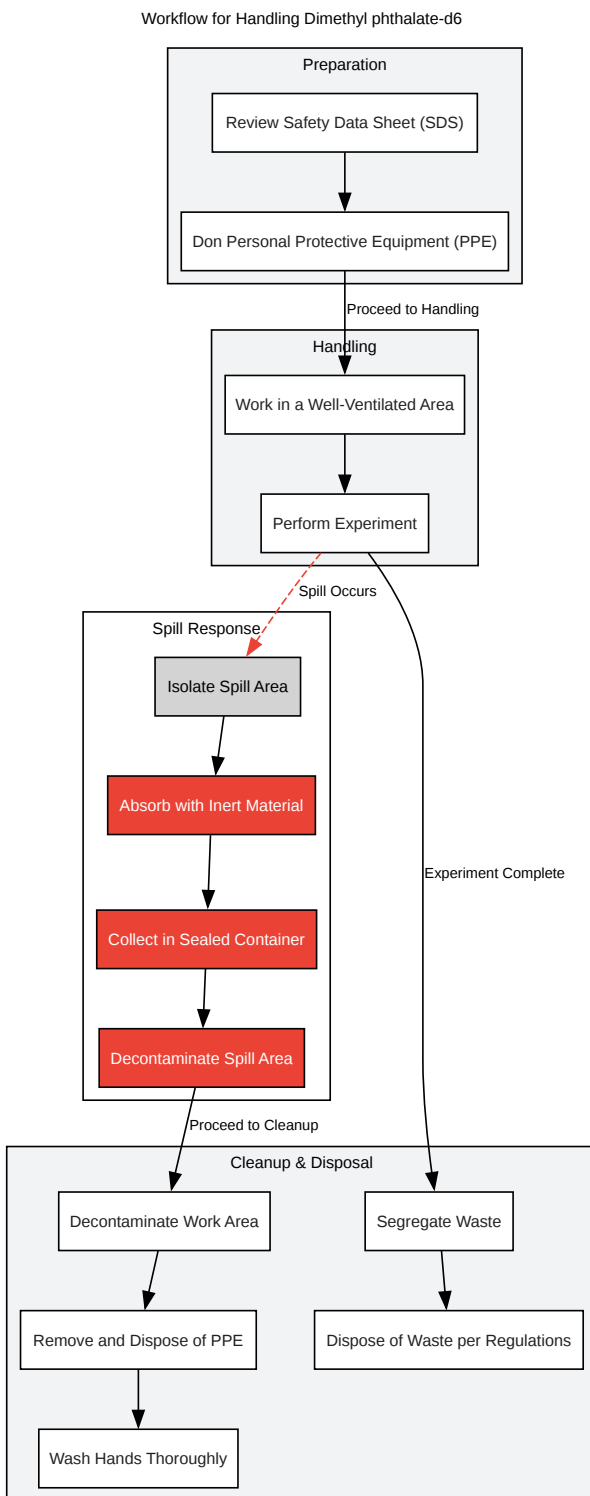 Workflow for Handling Dimethyl phthalate-d6
Preparation
Review Safety Data Sheet (SDS)
Don Personal Protective Equipment (PPE)
Proceed to Handling
Handling
Work in a Well-Ventilated Area
Perform Experiment
Spill Occurs
Spill Response
Isolate Spill Area
Absorb with Inert Material
Experiment Complete
Collect in Sealed Container
Decontaminate Spill Area
Proceed to Cleanup
Cleanup & Disposal
Decontaminate Work Area
Segregate Waste
Remove and Dispose of PPE
Dispose of Waste per Regulations
Wash Hands Thoroughly